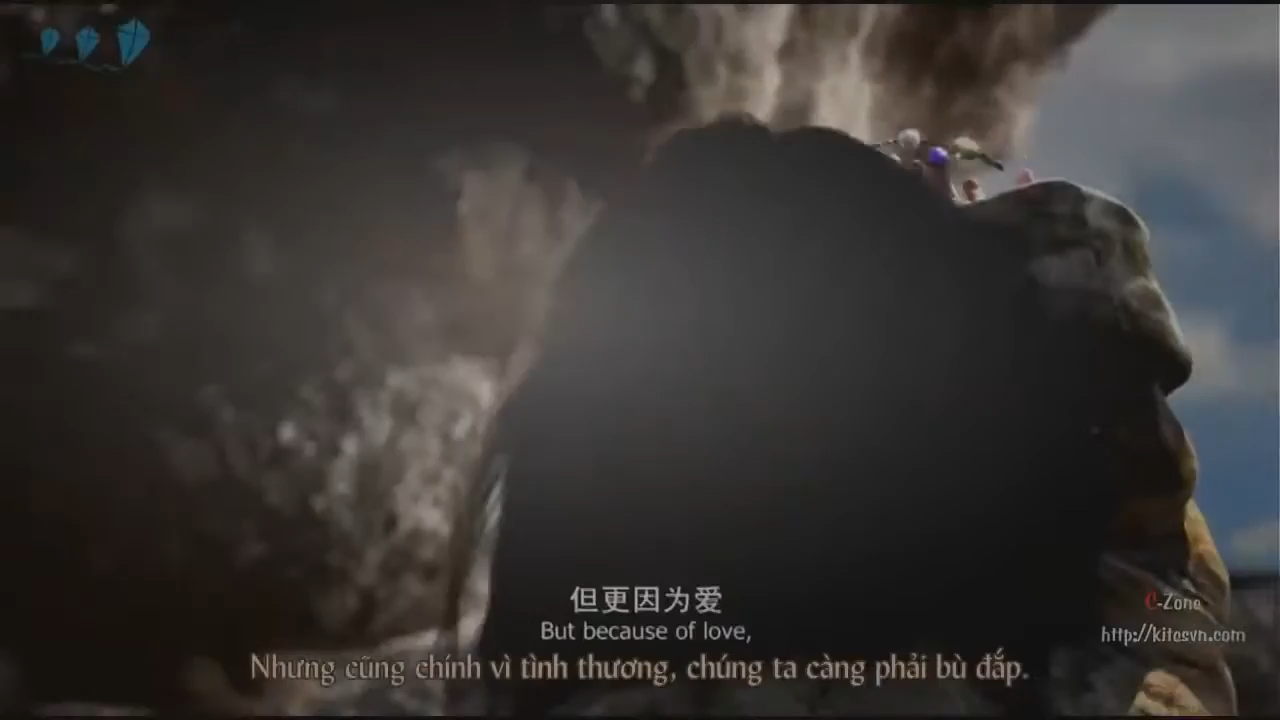 但更因为爱
But because of love,
Nhưng cũng chính vì tình thương, chúng ta càng phải bù đắp.
C-Zone
http://kitesvn.com